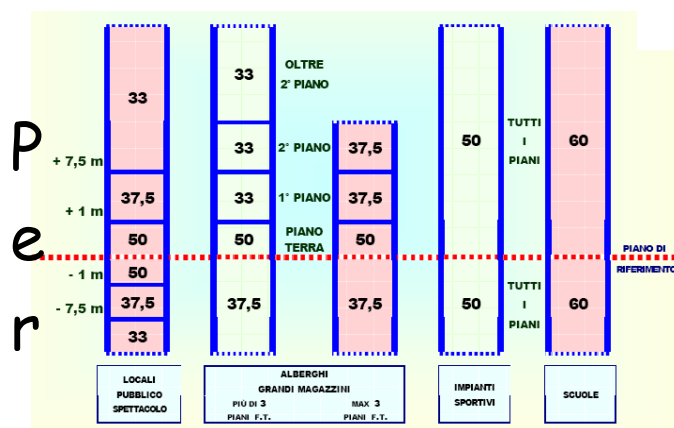 P
e
r
33
33
OLTRE
2° PIANO
50
TUTTI
I
PIANI
60
+ 7,5 m
33
2° PIANO
37,5
+ 1 m
37,5
33
1° PIANO
37,5
50
50
PIANO
TERRA
50
PIANO DI
RIFERIMENTO
- 1 m
50
- 7,5 m
37,5
37,5
37,5
50
TUTTI
I
PIANI
60
33
LOCALI
PUBBLICO
SPETTACOLO
ALBERGHI
GRANDI MAGAZZINI
PIÙ DI 3
PIANI F.T.
MAX 3
PIANI F.T.
IMPIANTI
SPORTIVI
SCUOLE